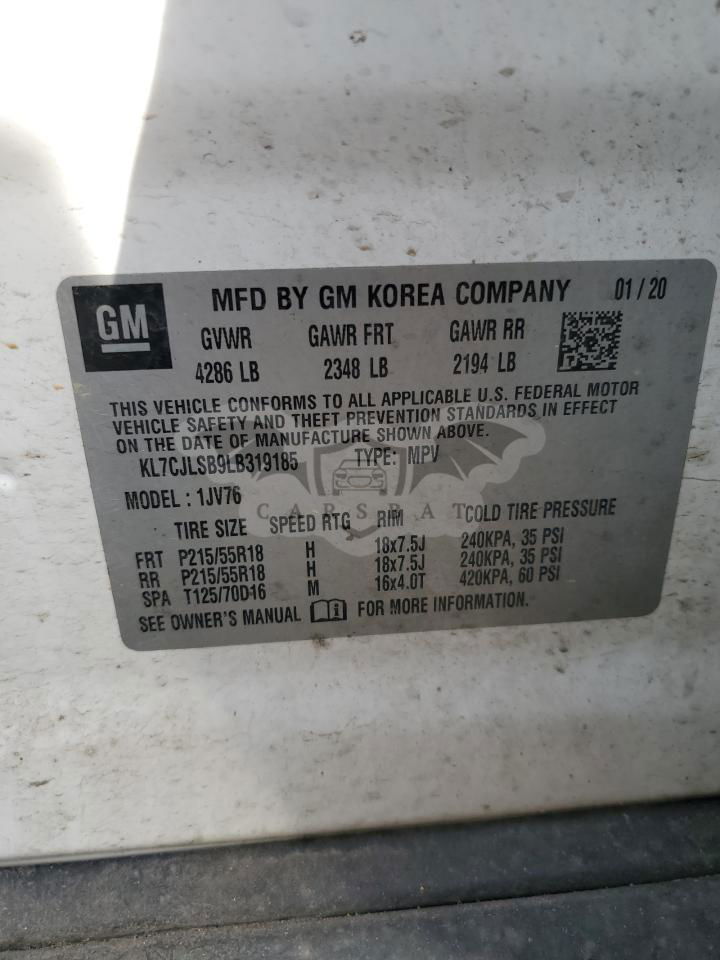 GM
MFD BY GM KOREA COMPANY 01/20
GVWR GAWR FRT GAWR RR
4286 LB 2348 LB 2194 LB
THIS VEHICLE CONFORMS TO ALL APPLICABLE U.S. FEDERAL MOTOR
VEHICLE SAFETY AND THEFT PREVENTION STANDARDS IN EFFECT
ON THE DATE OF MANUFACTURE SHOWN ABOVE.
KL7CJLSB9LB319185 TYPE: MPV
MODEL : 1JV76
CARSBAT
TIRE SIZE SPEED RTG RIM COLD TIRE PRESSURE
FRT P215/55R18 H 18x7.5J 240KPA, 35 PSI
RR P215/55R18 H 18x7.5J 240KPA, 35 PSI
SPA T125/70D16 M 16x4.0T 420KPA, 60 PSI
SEE OWNER'S MANUAL FOR MORE INFORMATION.